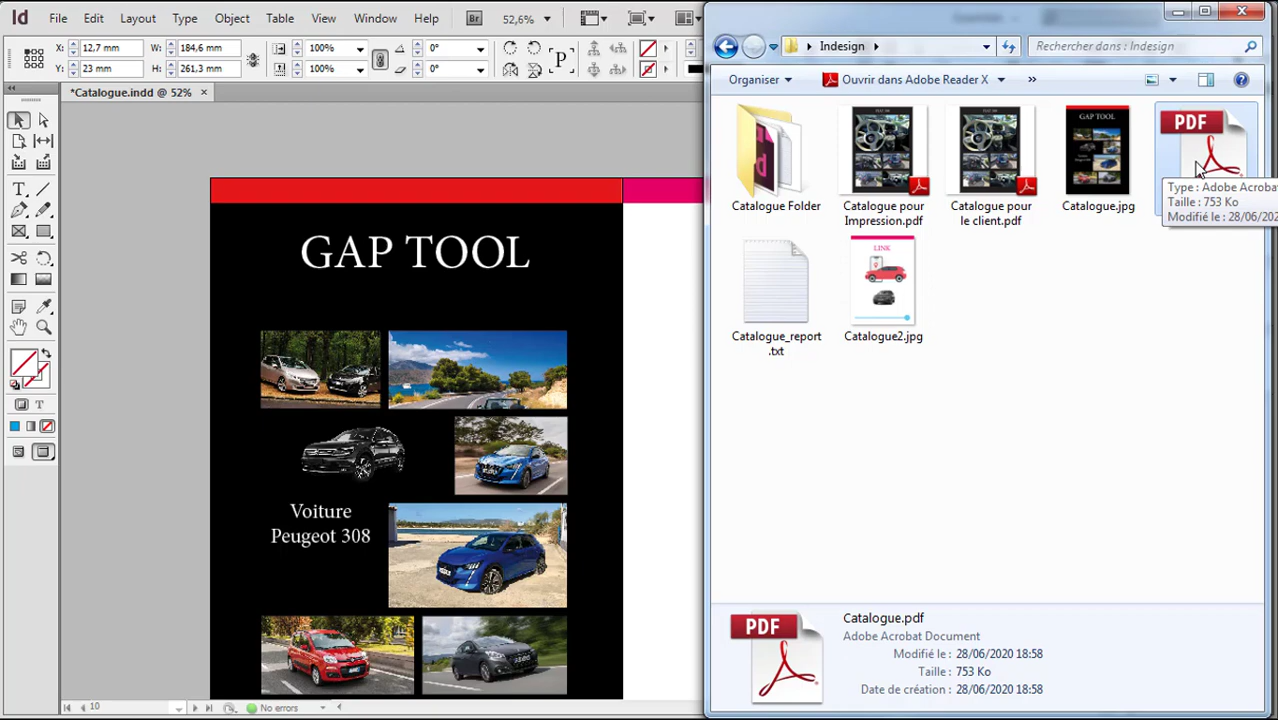 Id File Edit Layout Type Object Table View Window Help Br 52,6%
X: 12,7 mm W: 184,6 mm 100% 0° P
Y: 23 mm H: 261,3 mm 100% 0°
*Catalogue.indd @ 52% ×
GAP TOOL
Voiture
Peugeot 308
10 No errors
Indesign Rechercher dans : Indesign
Organiser Ouvrir dans Adobe Reader X »
Catalogue Folder
Catalogue pour
Impression.pdf
Catalogue pour
le client.pdf
GAP TOOL
Catalogue.jpg
PDF
Type : Adobe Acrobat
Taille : 753 Ko
Modifié le : 28/06/202
Catalogue_report
.txt
LINK
Catalogue2.jpg
PDF
Catalogue.pdf
Adobe Acrobat Document
Modifié le : 28/06/2020 18:58
Taille : 753 Ko
Date de création : 28/06/2020 18:58